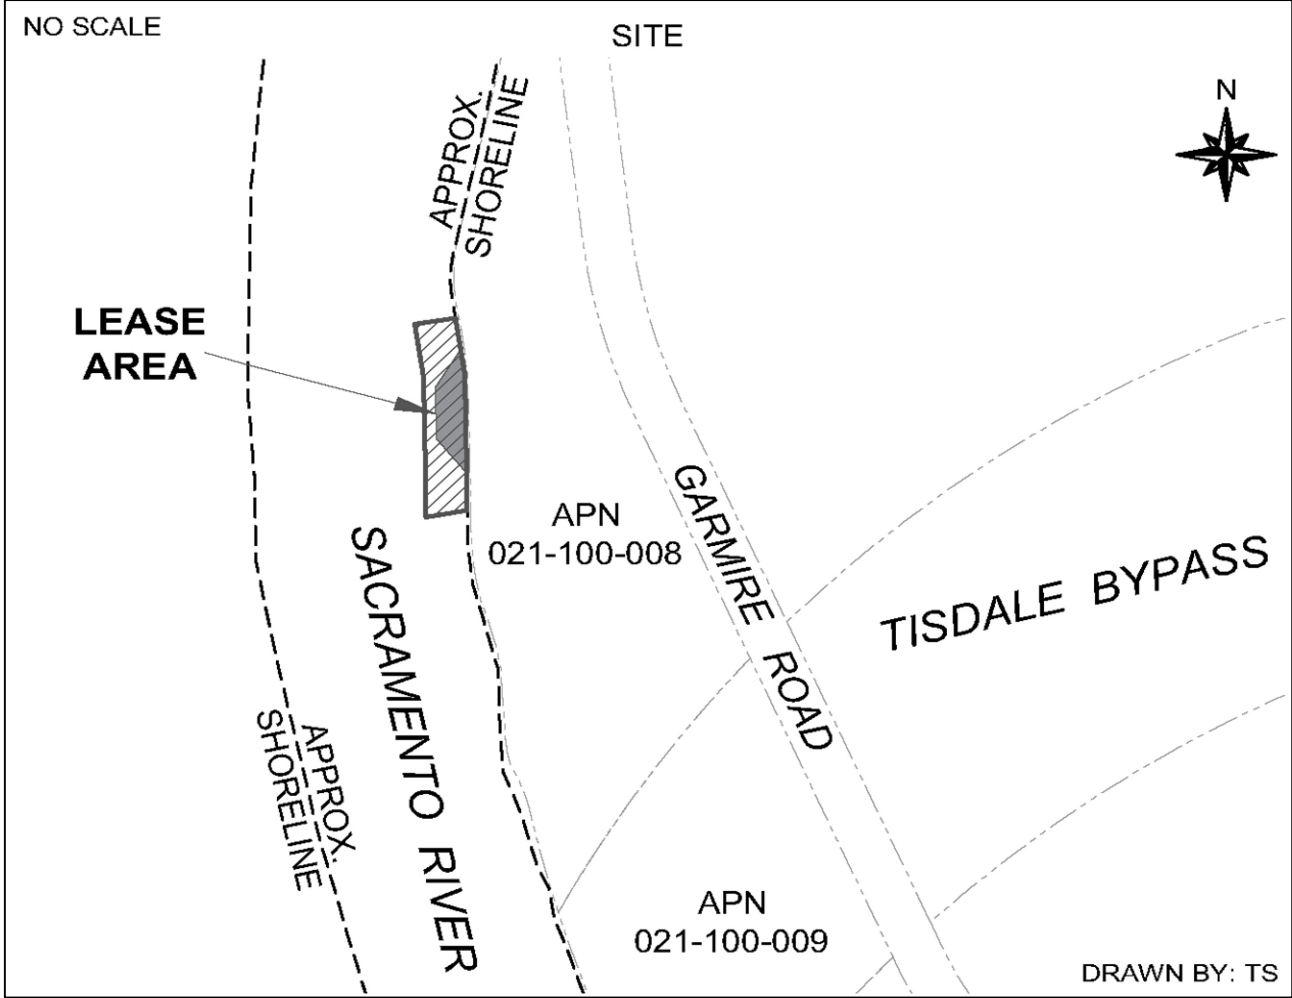 NO SCALE
SITE
N
APPROX.
SHORELINE
LEASE
AREA
APN
021-100-008
GARMIRE ROAD
TISDALE BYPASS
SACRAMENTO RIVER
APPROX.
SHORELINE
APN
021-100-009
DRAWN BY: TS